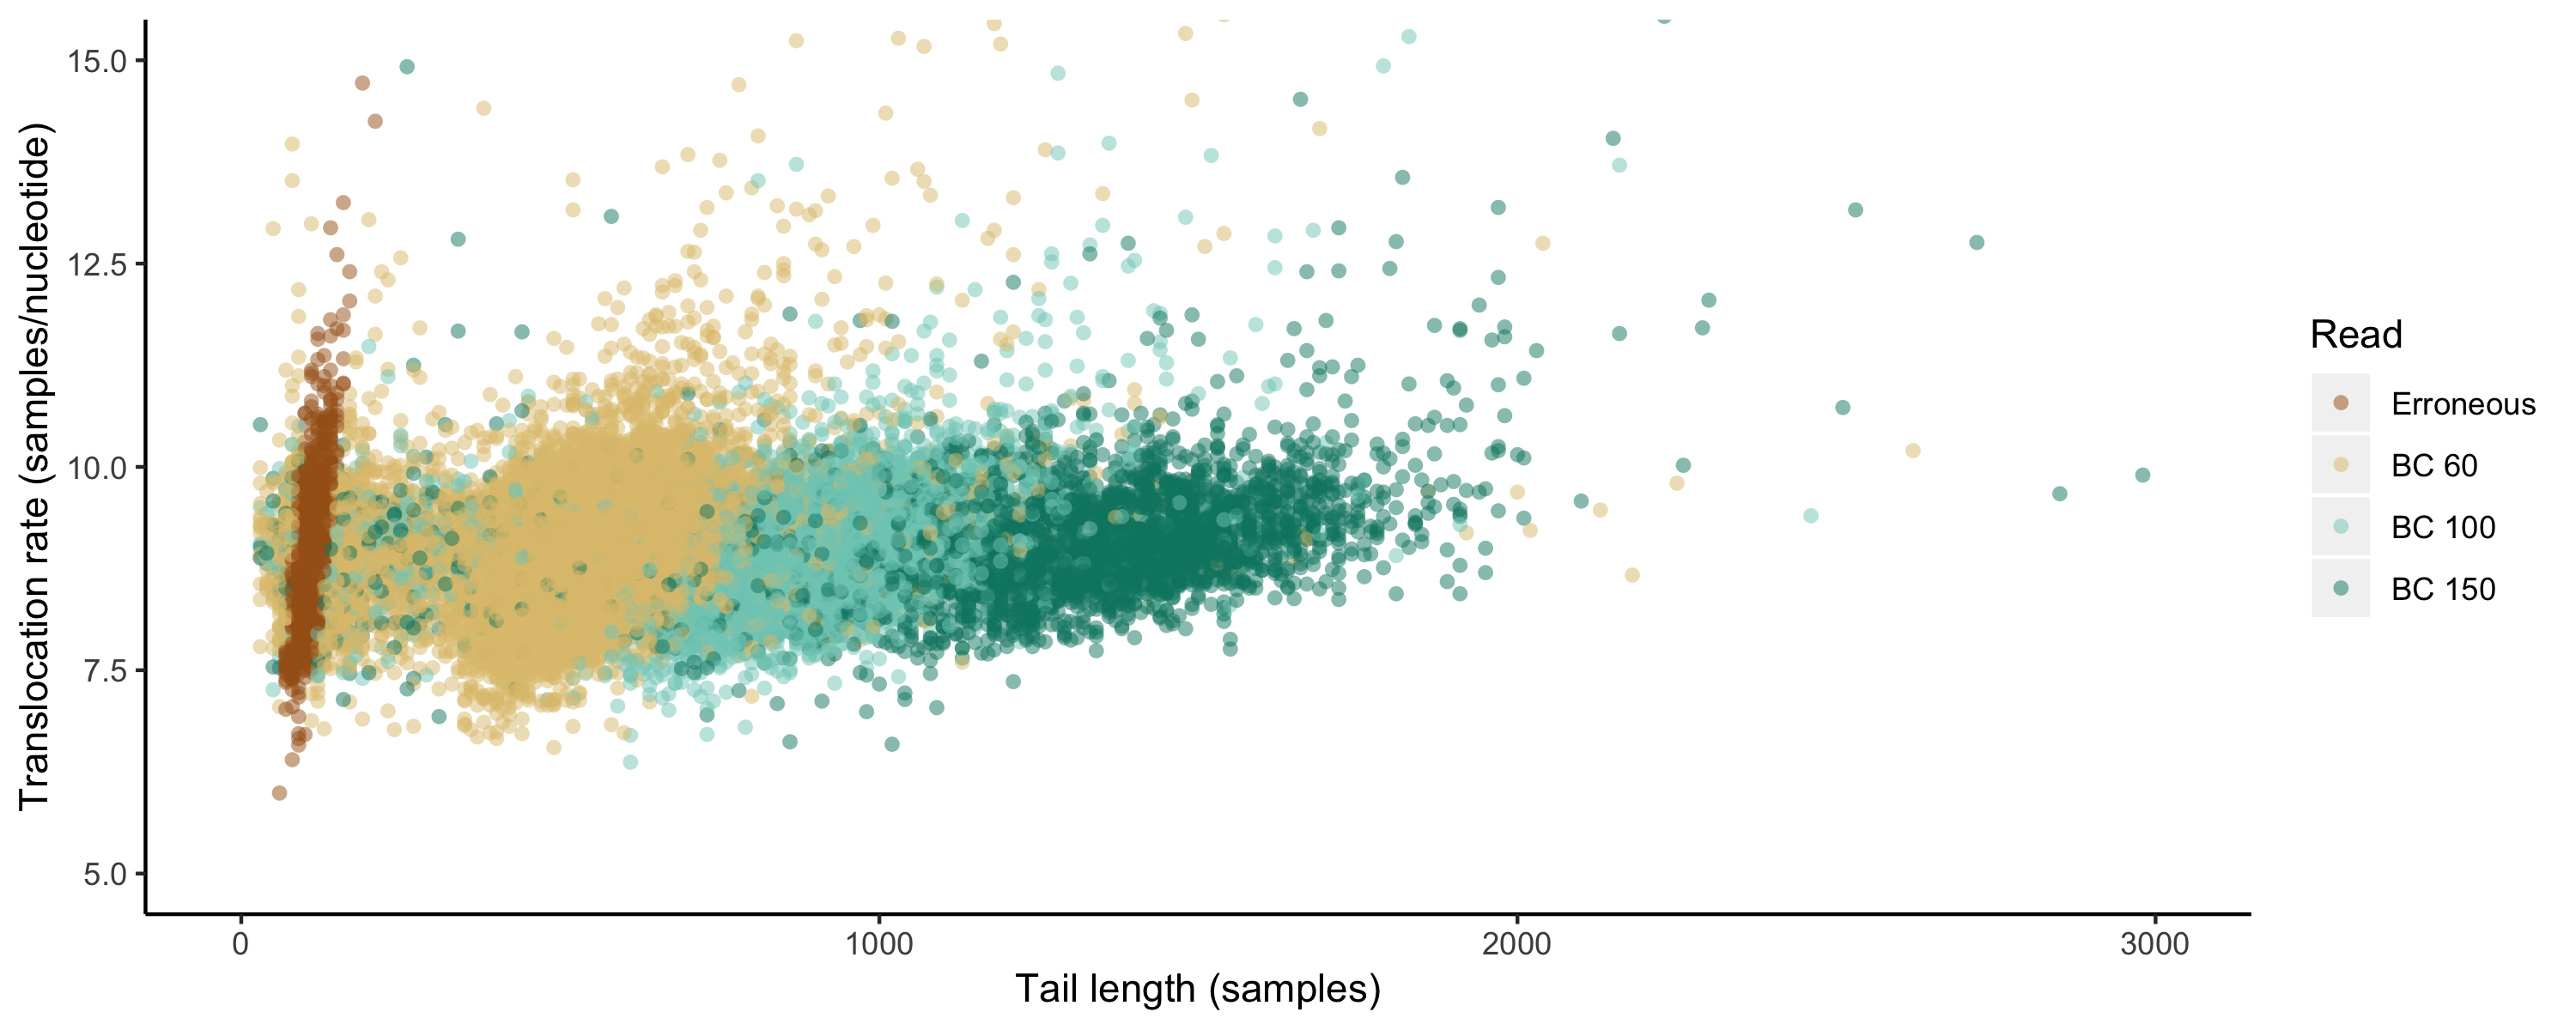 Translocation rate (samples/nucleotide)
15.0
12.5
10.0
7.5
5.0
0
1000
2000
3000
Tail length (samples)
Read
Erroneous
BC 60
BC 100
BC 150